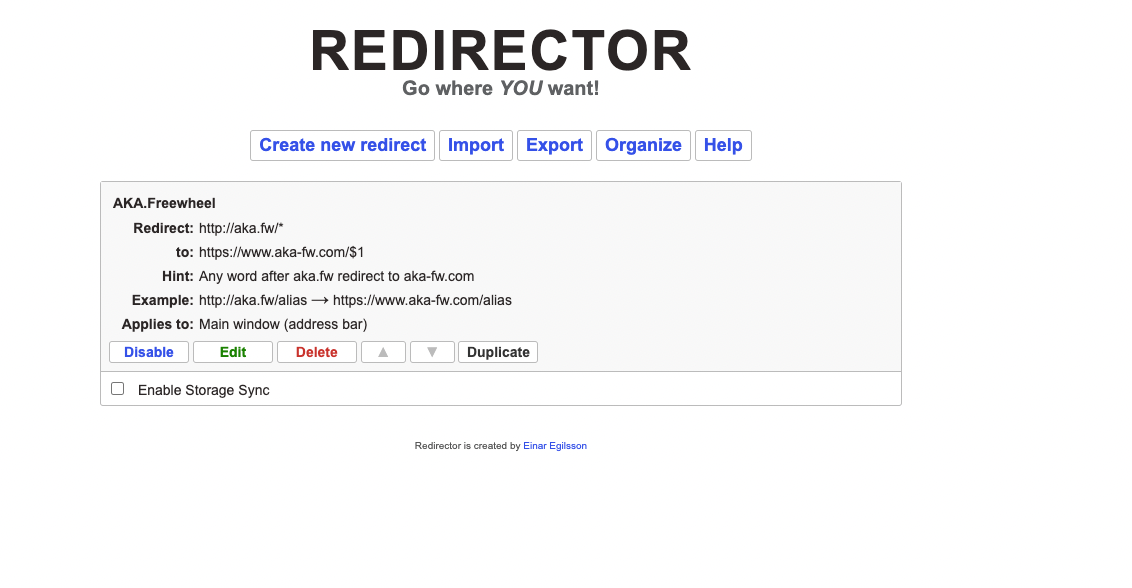 REDIRECTOR
Go where YOU want!
Create new redirect Import Export Organize Help
AKA.Freewheel
Redirect: http://aka.fw/*
to: https://www.aka-fw.com/$1
Hint: Any word after aka.fw redirect to aka-fw.com
Example: http://aka.fw/alias → https://www.aka-fw.com/alias
Applies to: Main window (address bar)
Disable Edit Delete ▲ ▼ Duplicate
Enable Storage Sync
Redirector is created by Einar Egilsson